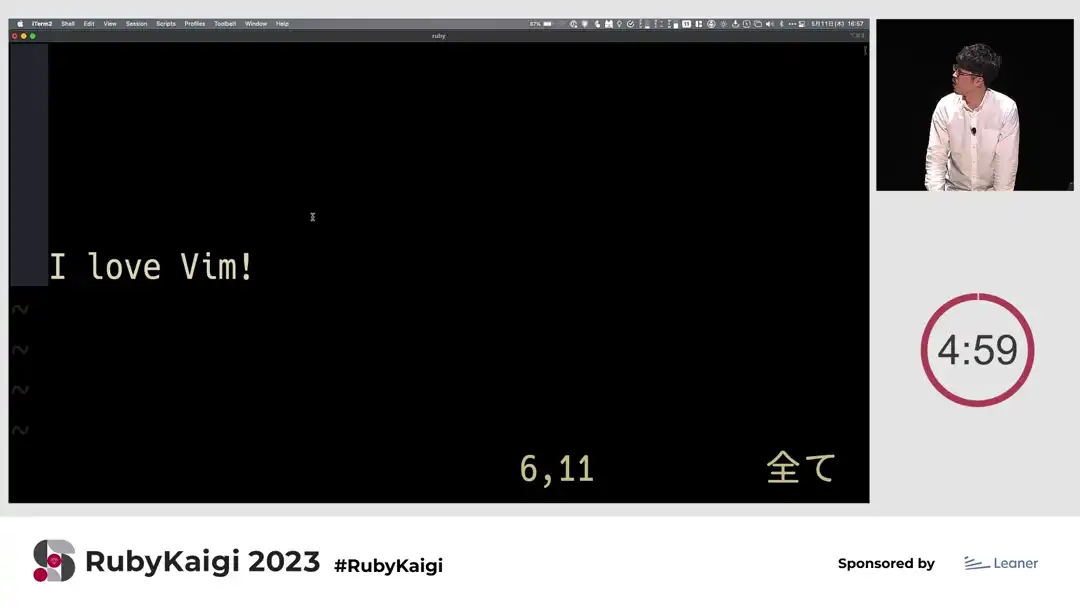 iTerm2 Shell Edit View Session Scripts Profiles Toolbelt Window Help
87% 5月11日(木) 16:57
ruby
I love Vim!
~
~
~
~
6,11 全て
4:59
RubyKaigi 2023 #RubyKaigi
Sponsored by Leaner